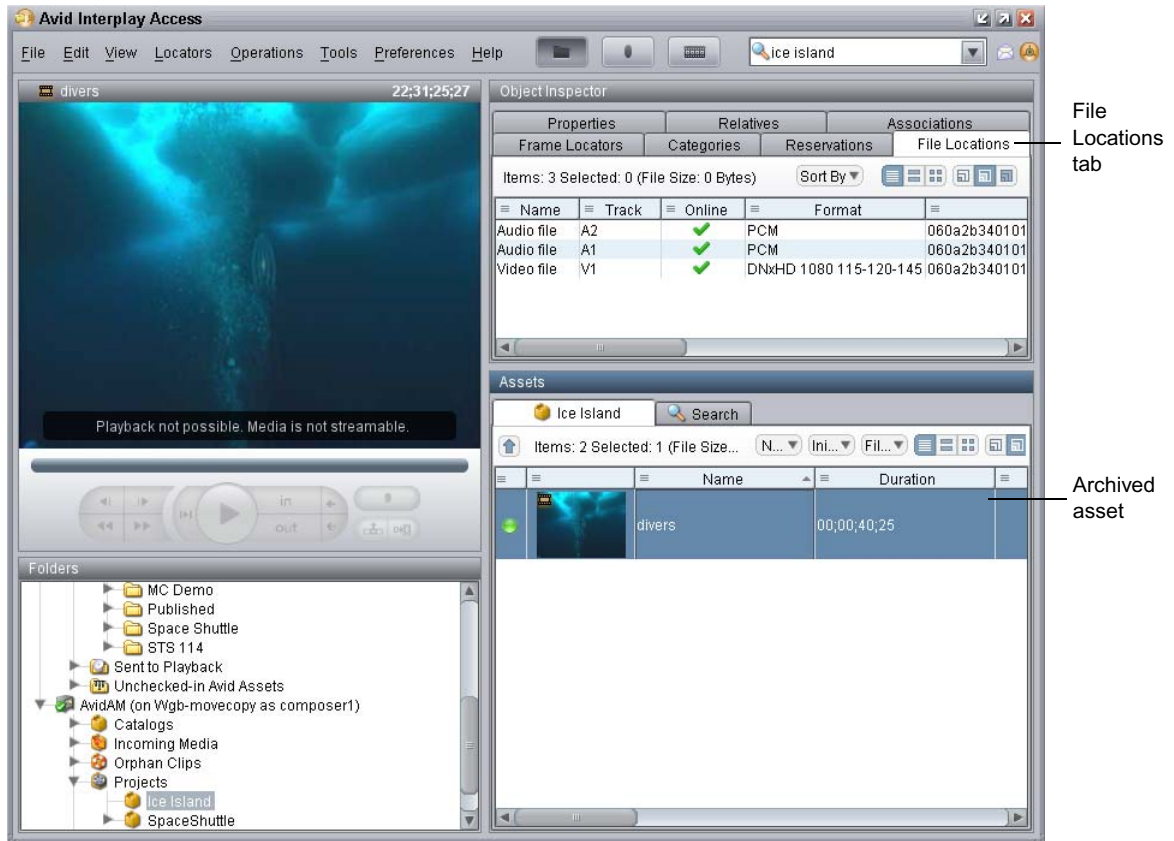 Avid Interplay Access
File Edit View Locators Operations Tools Preferences Help
ice island
divers 22;31;25;27
Playback not possible. Media is not streamable.
in
out
Object Inspector
Properties Relatives Associations
Frame Locators Categories Reservations File Locations
Items: 3 Selected: 0 (File Size: 0 Bytes) Sort By
Name Track Online Format
Audio file A2 PCM 060a2b340101
Audio file A1 PCM 060a2b340101
Video file V1 DNxHD 1080 115-120-145 060a2b340101
File
Locations
tab
Assets
Ice Island Search
Items: 2 Selected: 1 (File Size... N... Ini... Fil...
Name Duration
divers 00;00;40;25
Archived
asset
Folders
MC Demo
Published
Space Shuttle
STS 114
Sent to Playback
Unchecked-in Avid Assets
AvidAM (on Wgb-movecopy as composer1)
Catalogs
Incoming Media
Orphan Clips
Projects
Ice Island
SpaceShuttle